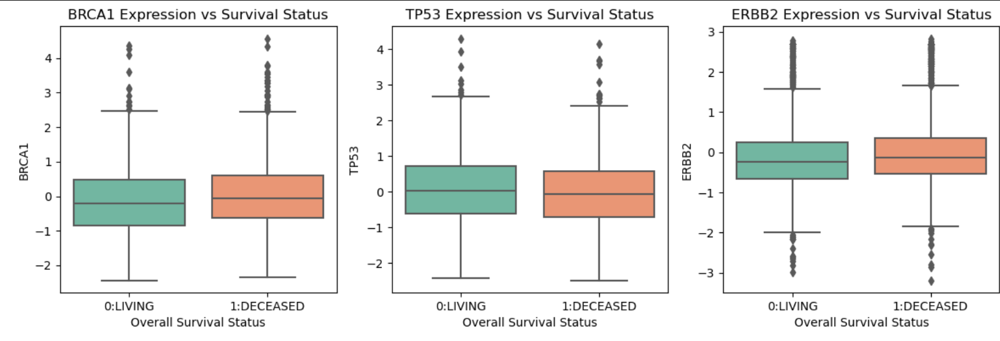 BRCA1 Expression vs Survival Status
BRCA1
4
3
2
1
0
−1
−2
0:LIVING 1:DECEASED
Overall Survival Status
TP53 Expression vs Survival Status
TP53
4
3
2
1
0
−1
−2
0:LIVING 1:DECEASED
Overall Survival Status
ERBB2 Expression vs Survival Status
ERBB2
3
2
1
0
−1
−2
−3
0:LIVING 1:DECEASED
Overall Survival Status